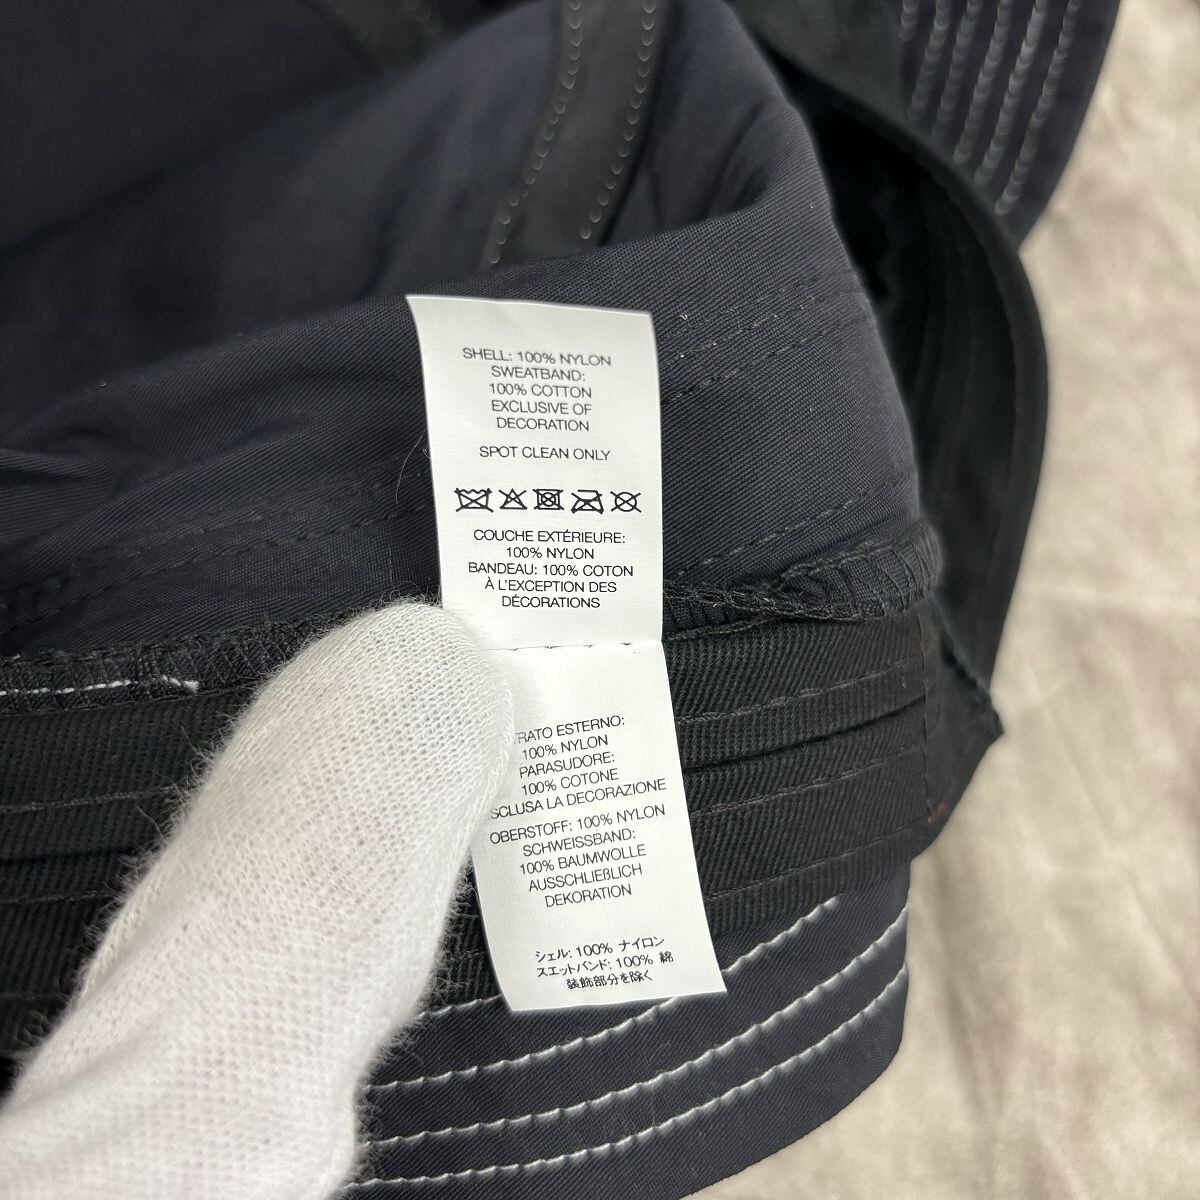 SHELL: 100% NYLON
SWEATBAND:
100% COTTON
EXCLUSIVE OF
DECORATION
SPOT CLEAN ONLY
COUCHE EXTÉRIEURE:
100% NYLON
BANDEAU: 100% COTON
À L'EXCEPTION DES
DÉCORATIONS
ESTERNO:
100% NYLON
PARASUDORE:
100% COTONE
LA DECORAZIONE
OBERSTOFF: 100% NYLON
SCHWEISSBAND:
100% BAUMWOLLE
AUSSCHLIEßLICH
DEKORATION
シェル: 100% ナイロン
スエットバンド: 100% 綿
装飾部分を除く